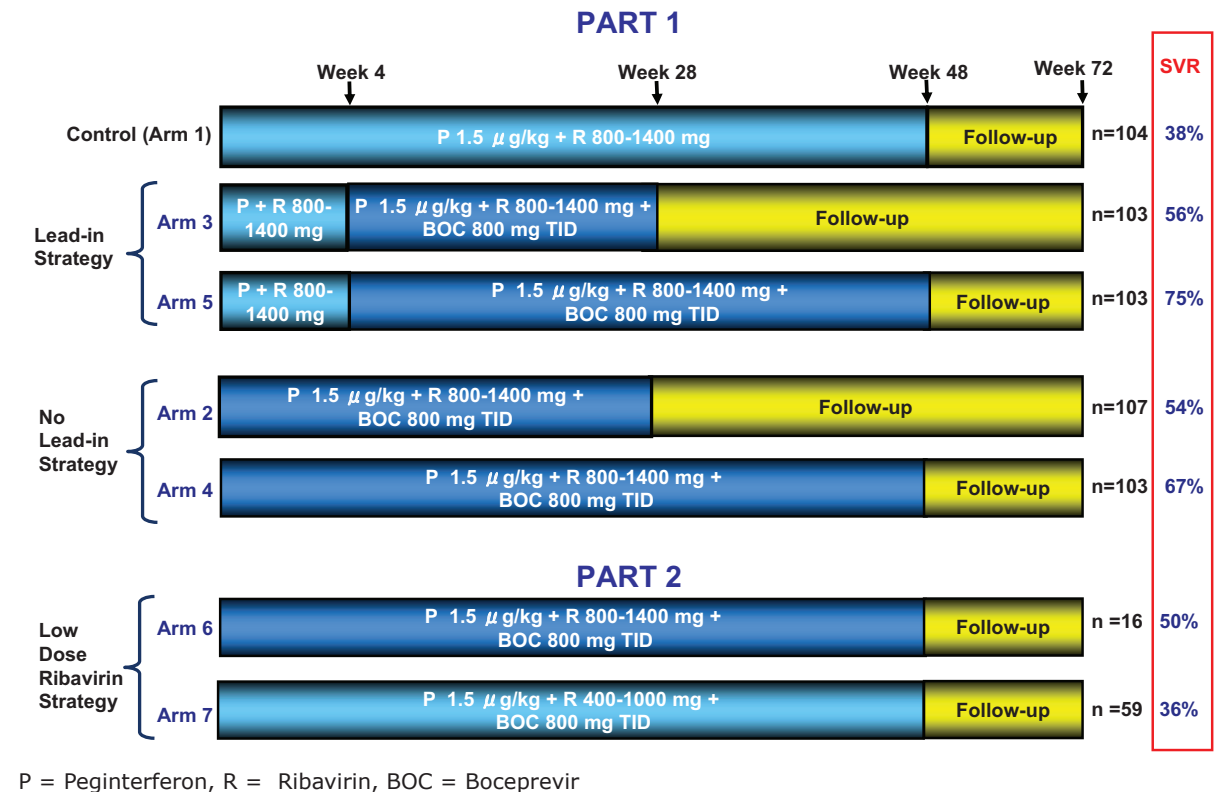 PART 1
Week 4
Week 28
Week 48
Week 72
SVR
Control (Arm 1)
P 1.5 μg/kg + R 800-1400 mg
Follow-up
n=104
38%
Lead-in
Strategy
Arm 3
P + R 800-
1400 mg
P 1.5 μg/kg + R 800-1400 mg +
BOC 800 mg TID
Follow-up
n=103
56%
Arm 5
P + R 800-
1400 mg
P 1.5 μg/kg + R 800-1400 mg +
BOC 800 mg TID
Follow-up
n=103
75%
No
Lead-in
Strategy
Arm 2
P 1.5 μg/kg + R 800-1400 mg +
BOC 800 mg TID
Follow-up
n=107
54%
Arm 4
P 1.5 μg/kg + R 800-1400 mg +
BOC 800 mg TID
Follow-up
n=103
67%
PART 2
Low
Dose
Ribavirin
Strategy
Arm 6
P 1.5 μg/kg + R 800-1400 mg +
BOC 800 mg TID
Follow-up
n =16
50%
Arm 7
P 1.5 μg/kg + R 400-1000 mg +
BOC 800 mg TID
Follow-up
n =59
36%
P = Peginterferon, R = Ribavirin, BOC = Boceprevir